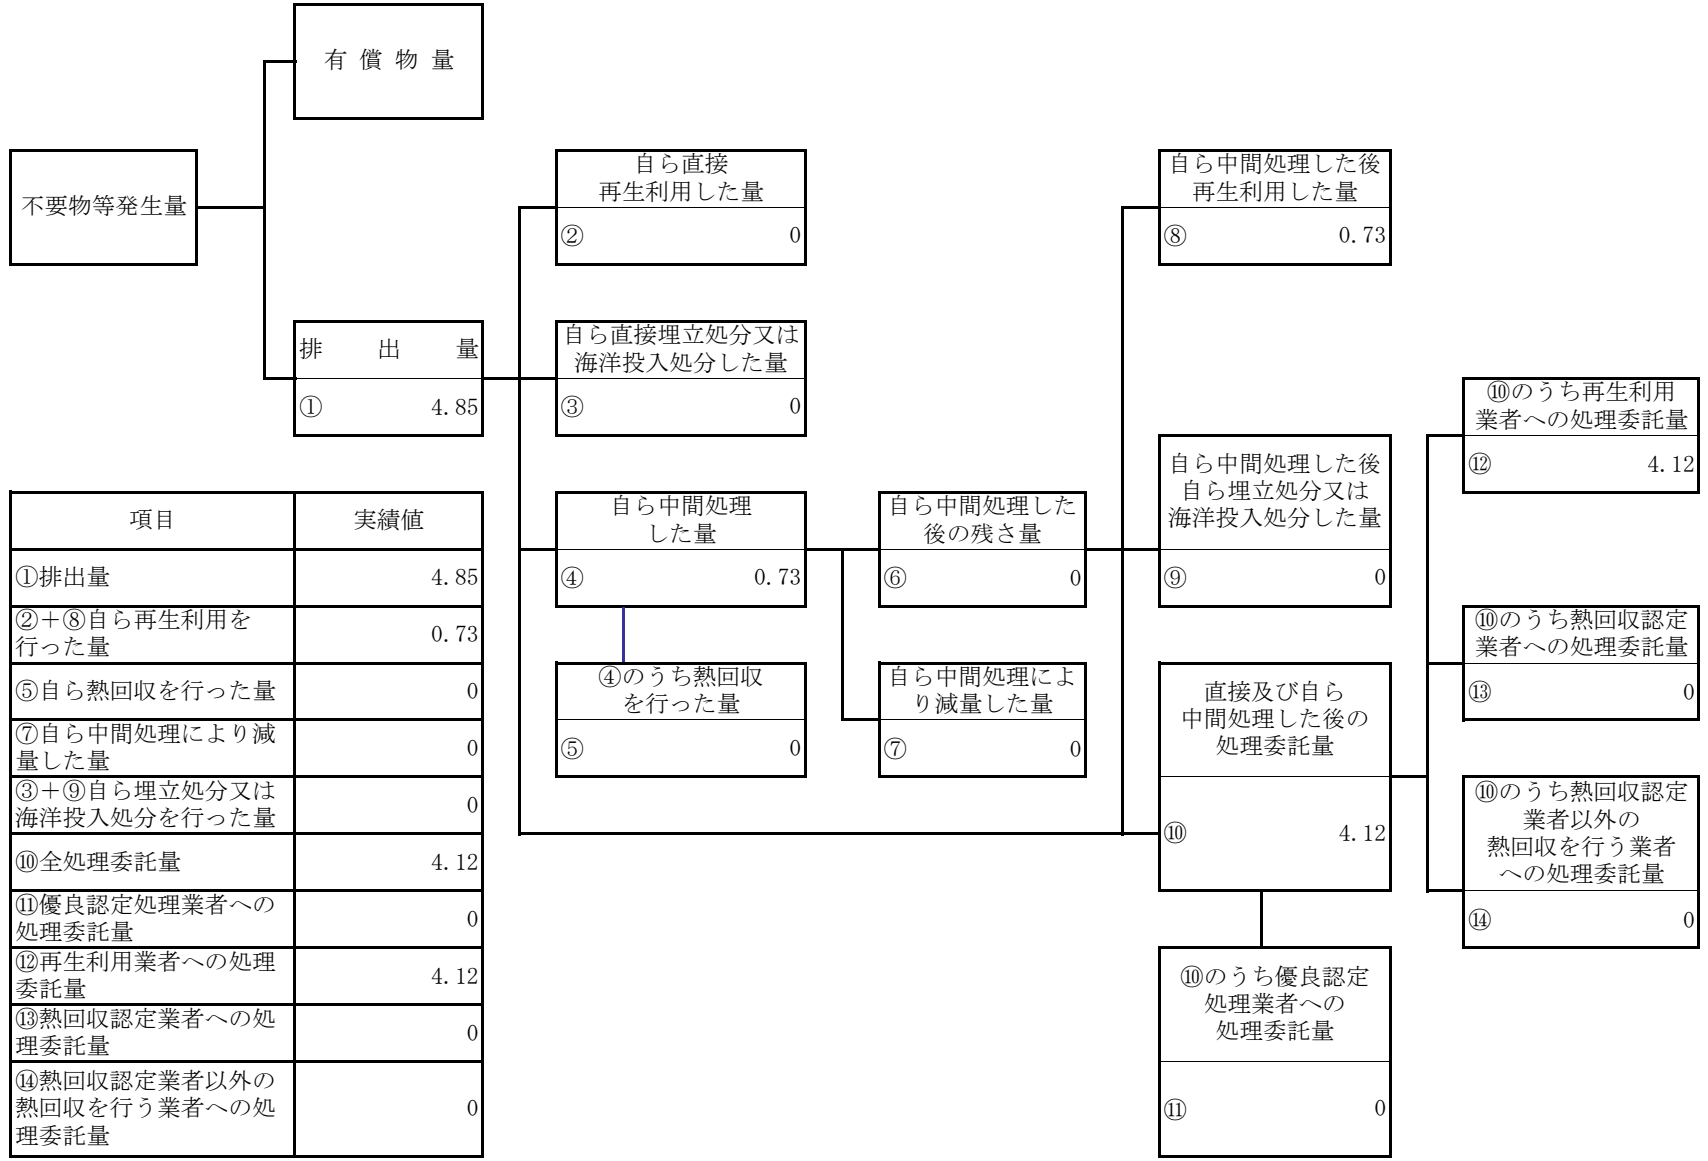 有償物量
不要物等発生量
自ら直接
再生利用した量
② 0
自ら中間処理した後
再生利用した量
⑧ 0.73
排出量
① 4.85
自ら直接埋立処分又は
海洋投入処分した量
③ 0
⑩のうち再生利用
業者への処理委託量
⑫ 4.12
自ら中間処理した後
自ら埋立処分又は
海洋投入処分した量
⑨ 0
自ら中間処理
した量
④ 0.73
自ら中間処理した
後の残さ量
⑥ 0
⑩のうち熱回収認定
業者への処理委託量
⑬ 0
④のうち熱回収
を行った量
⑤ 0
自ら中間処理によ
り減量した量
⑦ 0
直接及び自ら
中間処理した後の
処理委託量
⑩ 4.12
⑩のうち熱回収認定
業者以外の
熱回収を行う業者
への処理委託量
⑭ 0
⑩のうち優良認定
処理業者への
処理委託量
⑪ 0
項目 実績値
①排出量 4.85
②+⑧自ら再生利用を
行った量 0.73
⑤自ら熱回収を行った量 0
⑦自ら中間処理により減
量した量 0
③+⑨自ら埋立処分又は
海洋投入処分を行った量 0
⑩全処理委託量 4.12
⑪優良認定処理業者への
処理委託量 0
⑫再生利用業者への処理
委託量 4.12
⑬熱回収認定業者への処
理委託量 0
⑭熱回収認定業者以外の
熱回収を行う業者への処
理委託量 0